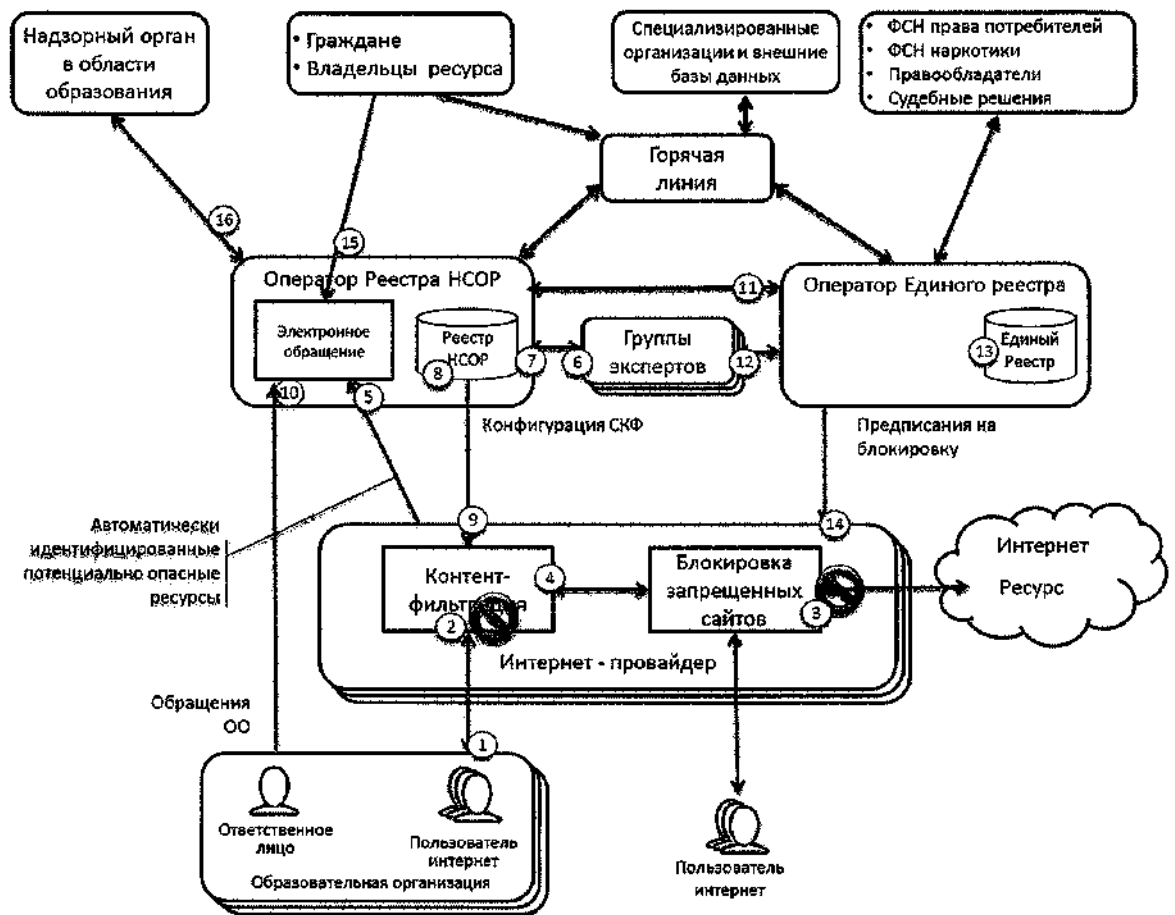 Надзорный орган
в области
образования
• Граждане
• Владельцы ресурса
Специализированные
организации и внешние
базы данных
• ФСН права потребителей
• ФСН наркотики
• Правообладатели
• Судебные решения
Горячая
линия
16
15
Оператор Реестра НСОР
11
Оператор Единого реестра
Электронное
обращение
Реестр
НСОР
8
7
6
Группы
экспертов
12
13
Единый
Реестр
10
5
Конфигурация СКФ
Предписания на
блокировку
Автоматически
идентифицированные
потенциально опасные
ресурсы
9
14
Контент-
фильтрация
2
4
Блокировка
запрещенных
сайтов
3
Интернет
Ресурс
Интернет - провайдер
Обращения
ОО
1
Ответственное
лицо
Пользователь
интернет
Образовательная организация
Пользователь
интернет